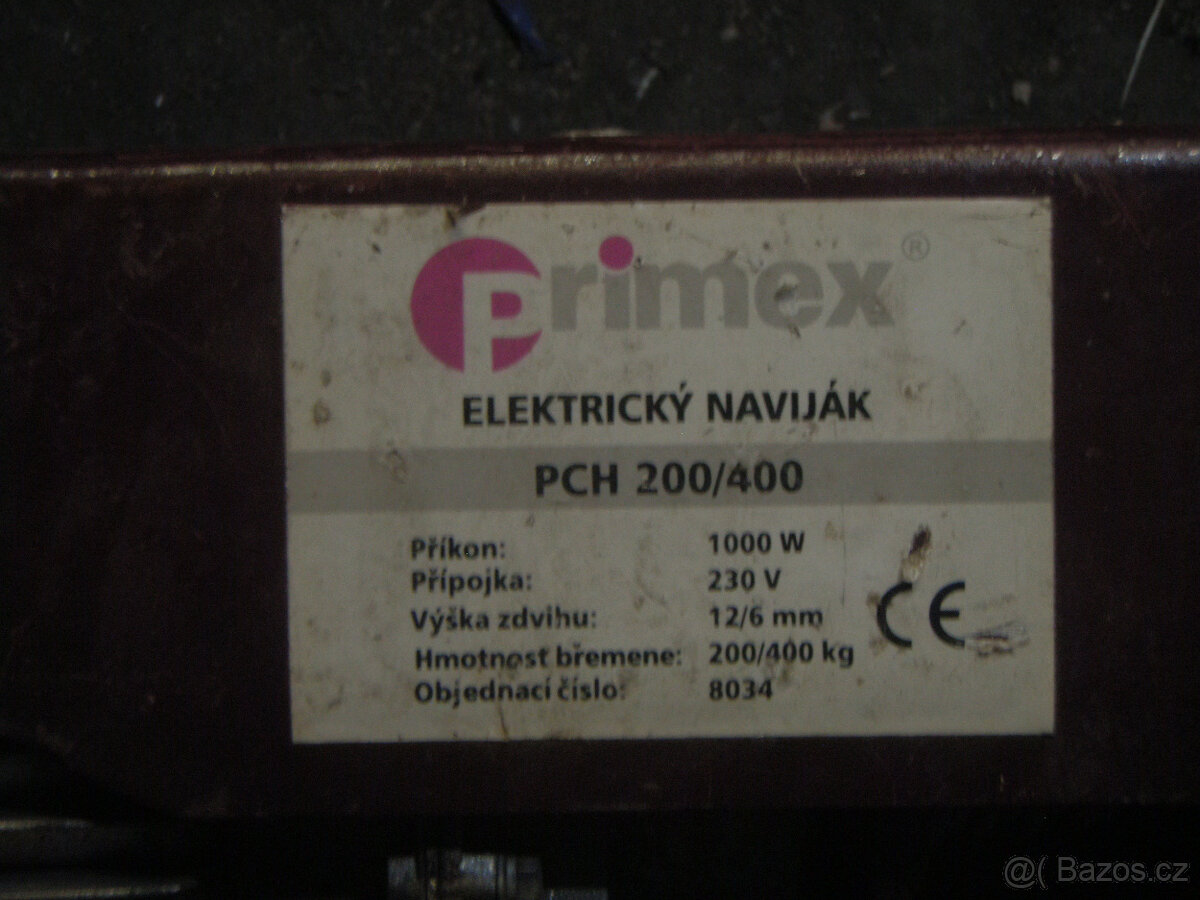 Primex®
ELEKTRICKÝ NAVIJÁK
PCH 200/400
Příkon: 1000 W
Přípojka: 230 V
Výška zdvihu: 12/6 mm
Hmotnost břemene: 200/400 kg
Objednací číslo: 8034
CE
@( Bazos.cz